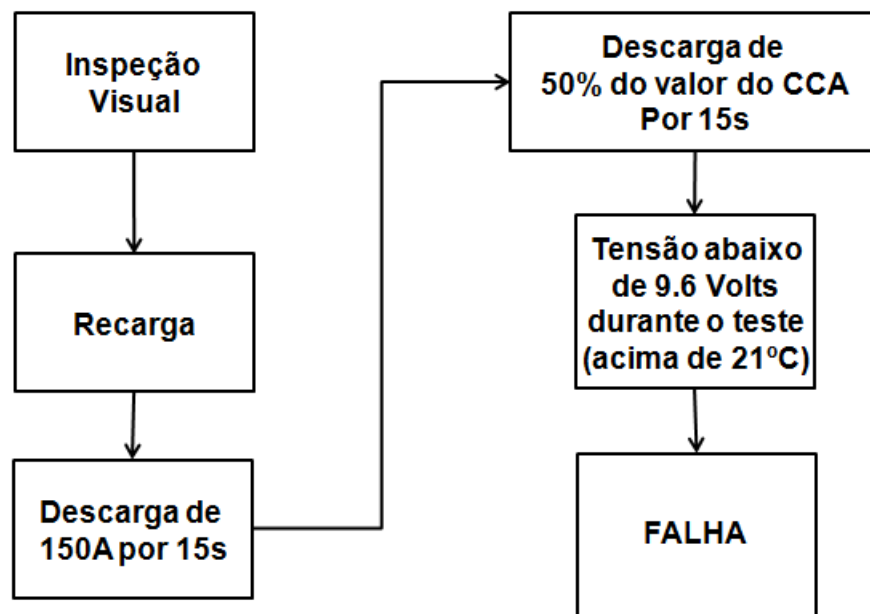 Inspeção
Visual
Recarga
Descarga de
150A por 15s
Descarga de
50% do valor do CCA
Por 15s
Tensão abaixo
de 9.6 Volts
durante o teste
(acima de 21ºC)
FALHA